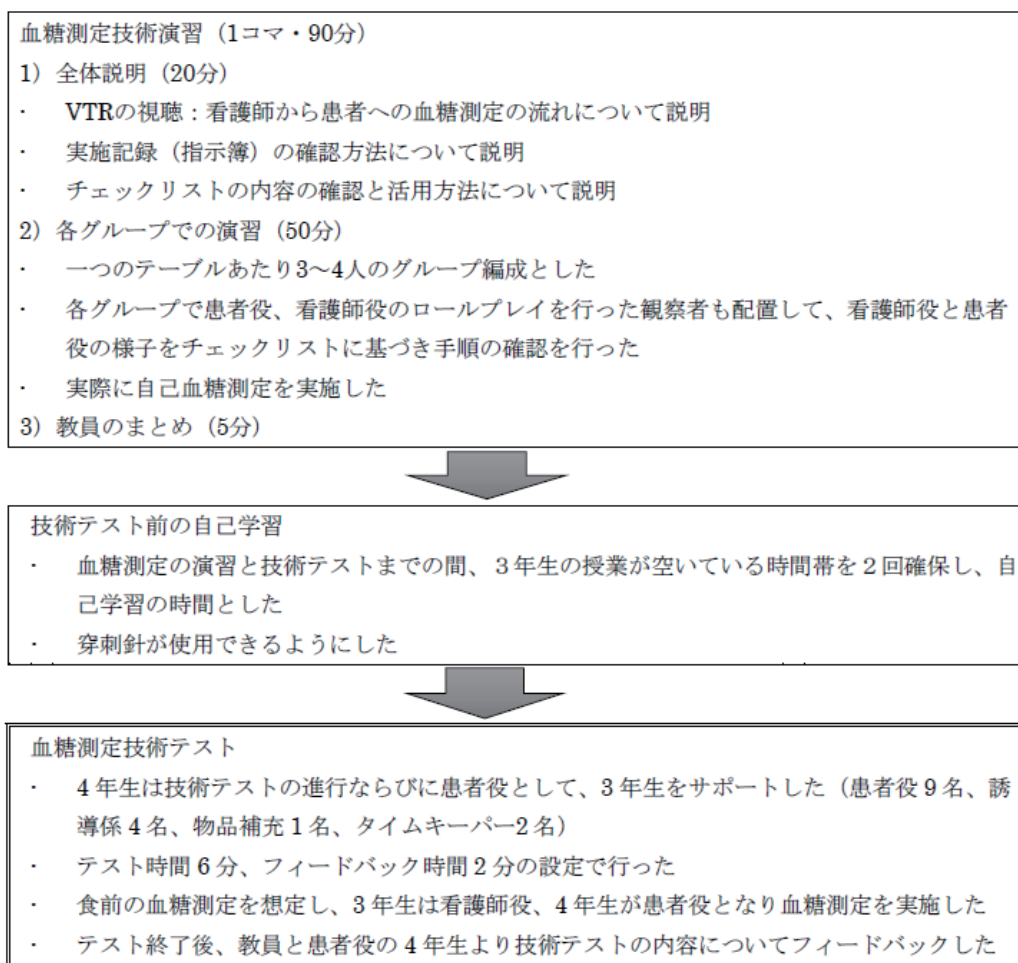 血糖測定技術演習（1コマ・90分）
1）全体説明（20分）
・ VTRの視聴：看護師から患者への血糖測定の流れについて説明
・ 実施記録（指示簿）の確認方法について説明
・ チェックリストの内容の確認と活用方法について説明
2）各グループでの演習（50分）
・ 一つのテーブルあたり3～4人のグループ編成とした
・ 各グループで患者役、看護師役のロールプレイを行った観察者も配置して、看護師役と患者
役の様子をチェックリストに基づき手順の確認を行った
・ 実際に自己血糖測定を実施した
3）教員のまとめ（5分）
技術テスト前の自己学習
・ 血糖測定の演習と技術テストまでの間、３年生の授業が空いている時間帯を２回確保し、自
己学習の時間とした
・ 穿刺針が使用できるようにした
血糖測定技術テスト
・ 4 年生は技術テストの進行ならびに患者役として、3 年生をサポートした（患者役 9 名、誘
導係 4 名、物品補充 1 名、タイムキーパー2 名）
・ テスト時間 6 分、フィードバック時間 2 分の設定で行った
・ 食前の血糖測定を想定し、3 年生は看護師役、4 年生が患者役となり血糖測定を実施した
・ テスト終了後、教員と患者役の 4 年生より技術テストの内容についてフィードバックした